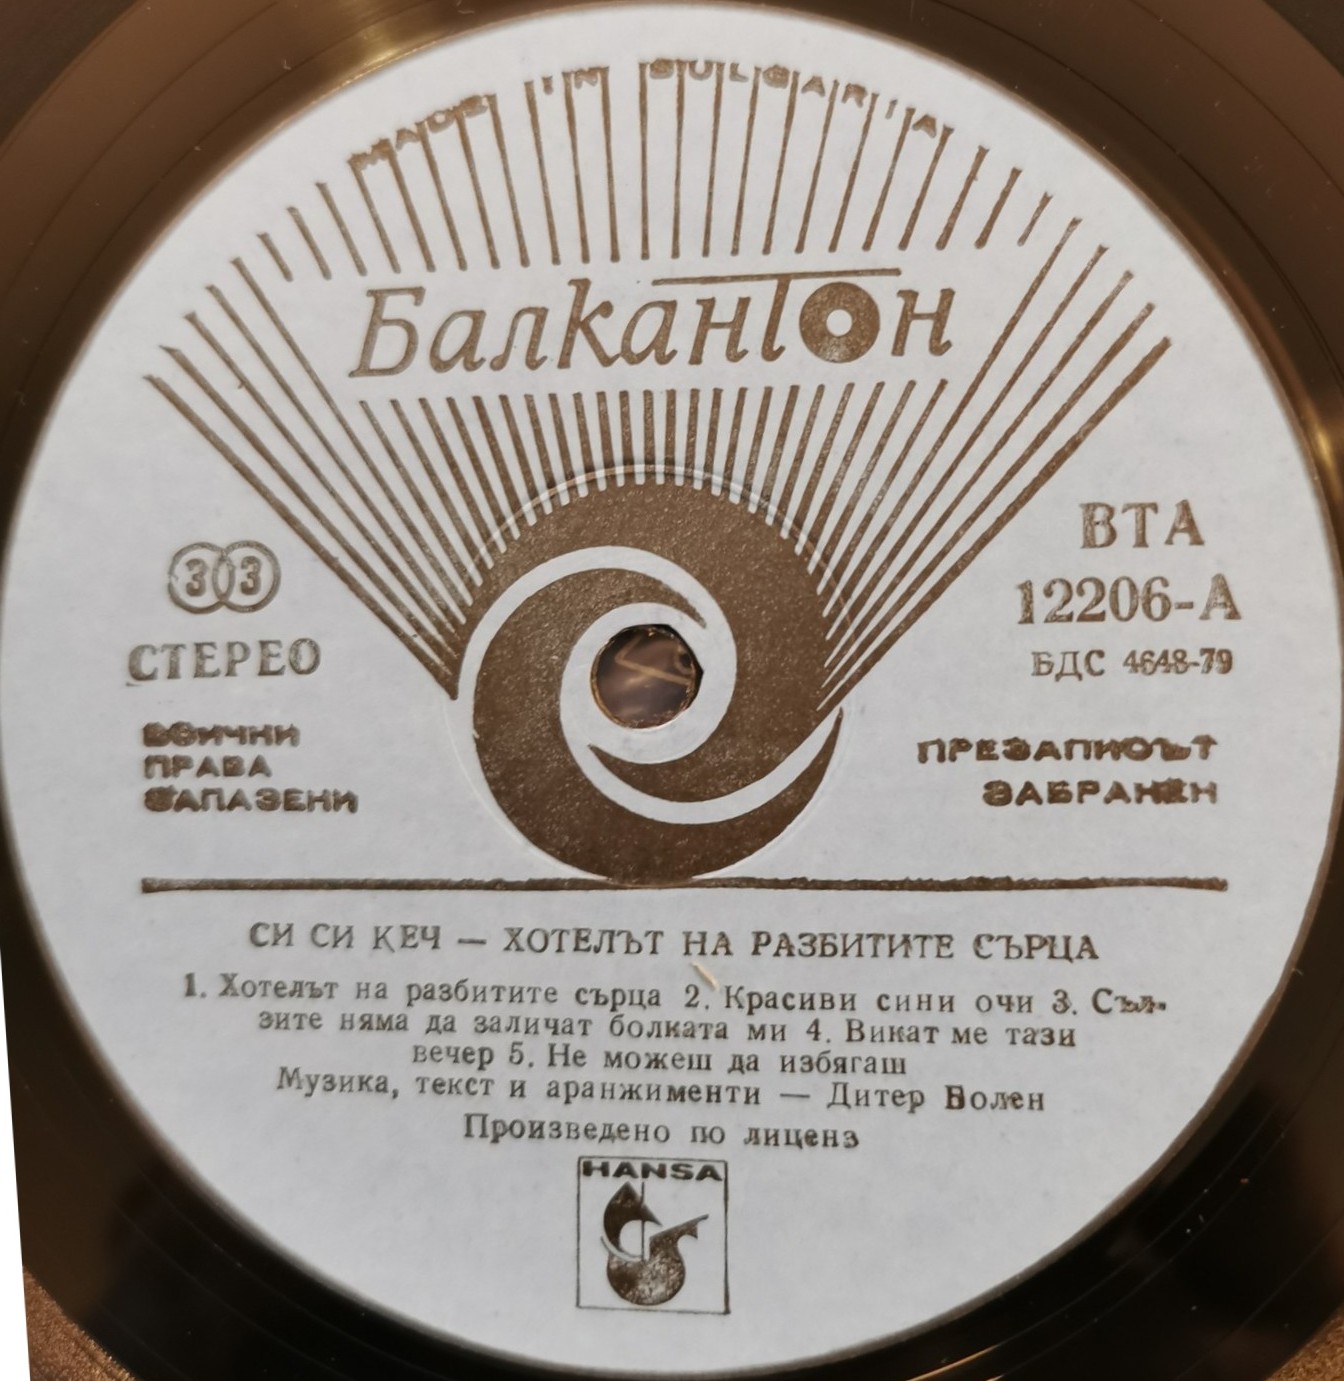 MADE IN BULGARIA
Балкантон
33
СТЕРЕО
ВСИЧКИ
ПРАВА
ЗАПАЗЕНИ
ВТА
12206-А
БДС 4648-79
ПРЕЗАПИСЪТ
ЗАБРАНЕН
СИ СИ КЕЧ — ХОТЕЛЪТ НА РАЗБИТИТЕ СЪРЦА
1. Хотелът на разбитите сърца 2. Красиви сини очи 3. Съл-
зите няма да заличат болката ми 4. Викат ме тази
вечер 5. Не можеш да избягаш
Музика, текст и аранжименти — Дитер Болен
Произведено по лиценз
HANSA